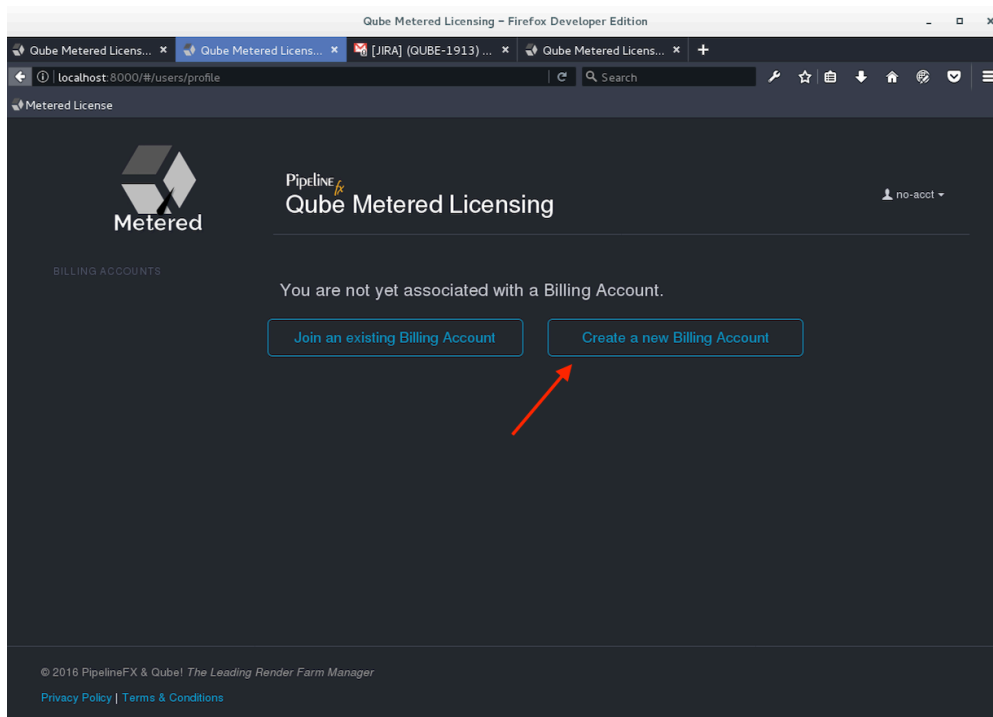 Qube Metered Licensing – Firefox Developer Edition
Qube Metered Licens... × Qube Metered Licens... × [JIRA] (QUBE-1913) ... × Qube Metered Licens... × +
localhost:8000/#/users/profile Search
Metered License
Metered
Pipelinefx
Qube Metered Licensing
no-acct
BILLING ACCOUNTS
You are not yet associated with a Billing Account.
Join an existing Billing Account Create a new Billing Account
© 2016 PipelineFX & Qube! The Leading Render Farm Manager
Privacy Policy | Terms & Conditions